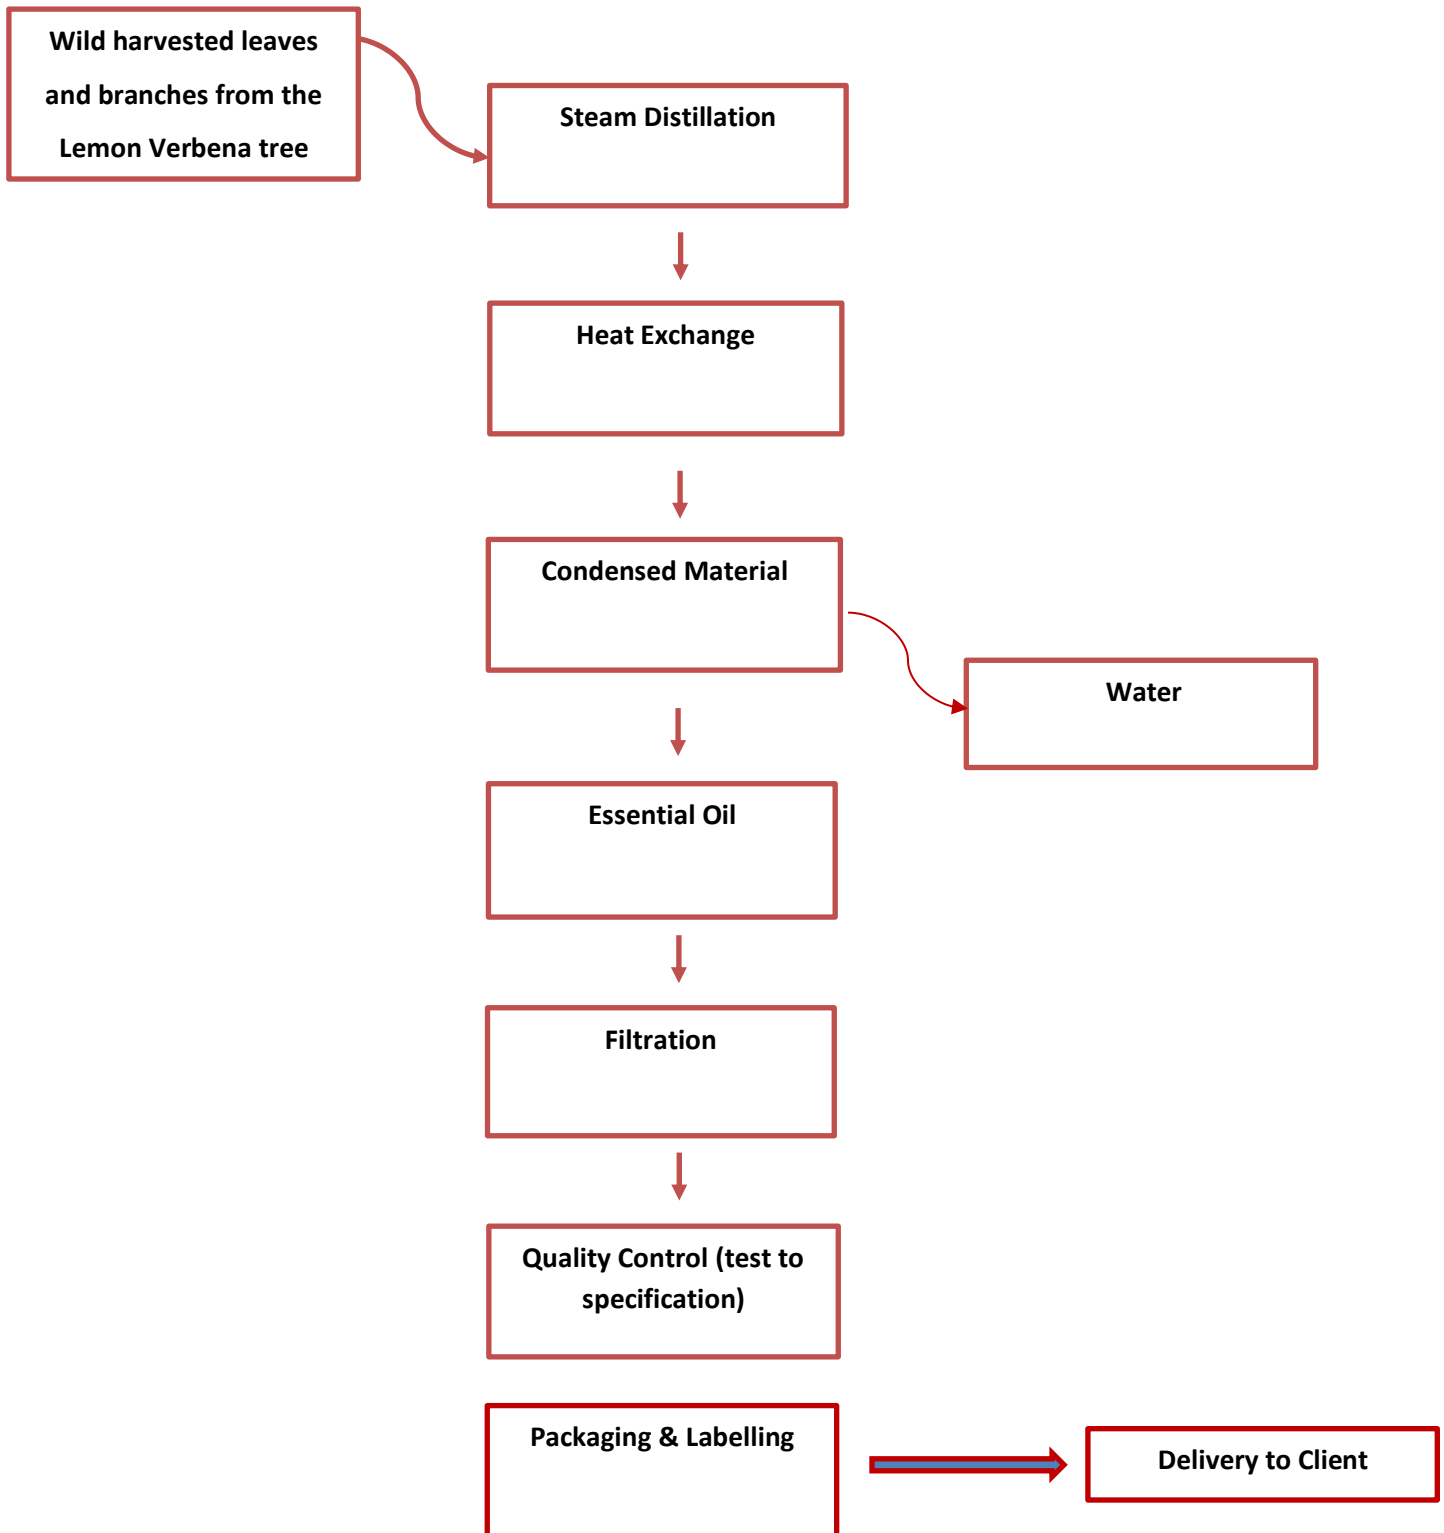 Wild harvested leaves
and branches from the
Lemon Verbena tree
Steam Distillation
Heat Exchange
Condensed Material
Water
Essential Oil
Filtration
Quality Control (test to
specification)
Packaging & Labelling
Delivery to Client